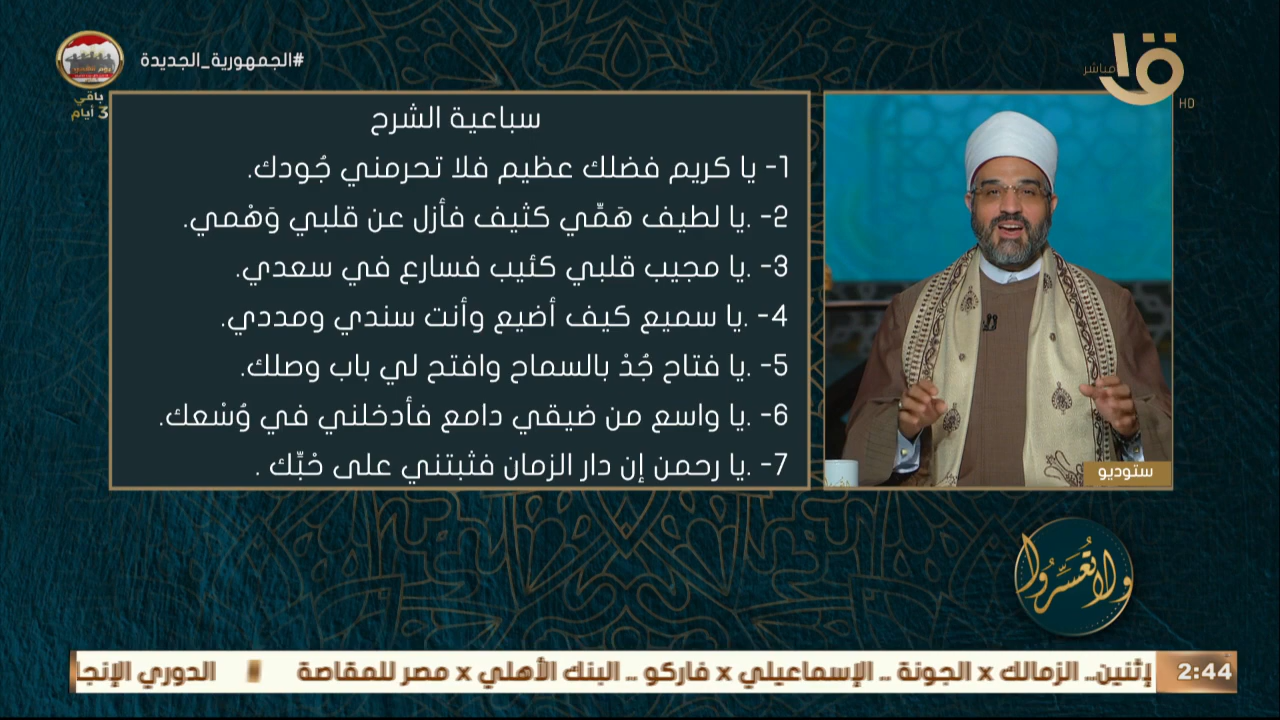 #الجمهورية_الجديدة
باقي
3 أيام
مباشر
HD
سباعية الشرح
1- يا كريم فضلك عظيم فلا تحرمني جُودك.
2- .يا لطيف هَمِّي كثيف فأزل عن قلبي وَهْمي.
3- .يا مجيب قلبي كئيب فسارع في سعدي.
4- .يا سميع كيف أضيع وأنت سندي ومددي.
5- .يا فتاح جُدْ بالسماح وافتح لي باب وصلك.
6- .يا واسع من ضيقي دامع فأدخلني في وُسْعك.
7- .يا رحمن إن دار الزمان فثبتني على حْبِّك .
ستوديو
ولا تُعَسِّرُوا
2:44 إثنين.. الزمالك x الجونة .. الإسماعيلي x فاركو .. البنك الأهلي x مصر للمقاصة الدوري الإنجا